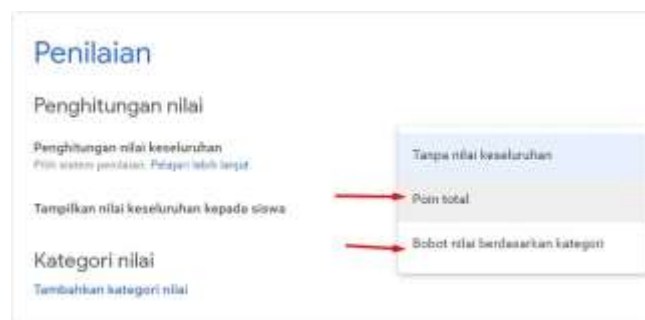 Penilaian
Penghitungan nilai
Penghitungan nilai keseluruhan
Pilih sistem penilaian. Pelajari lebih lanjut
Tanpa nilai keseluruhan
Tampilkan nilai keseluruhan kepada siswa
Poin total
Bobot nilai berdasarkan kategori
Kategori nilai
Tambahkan kategori nilai